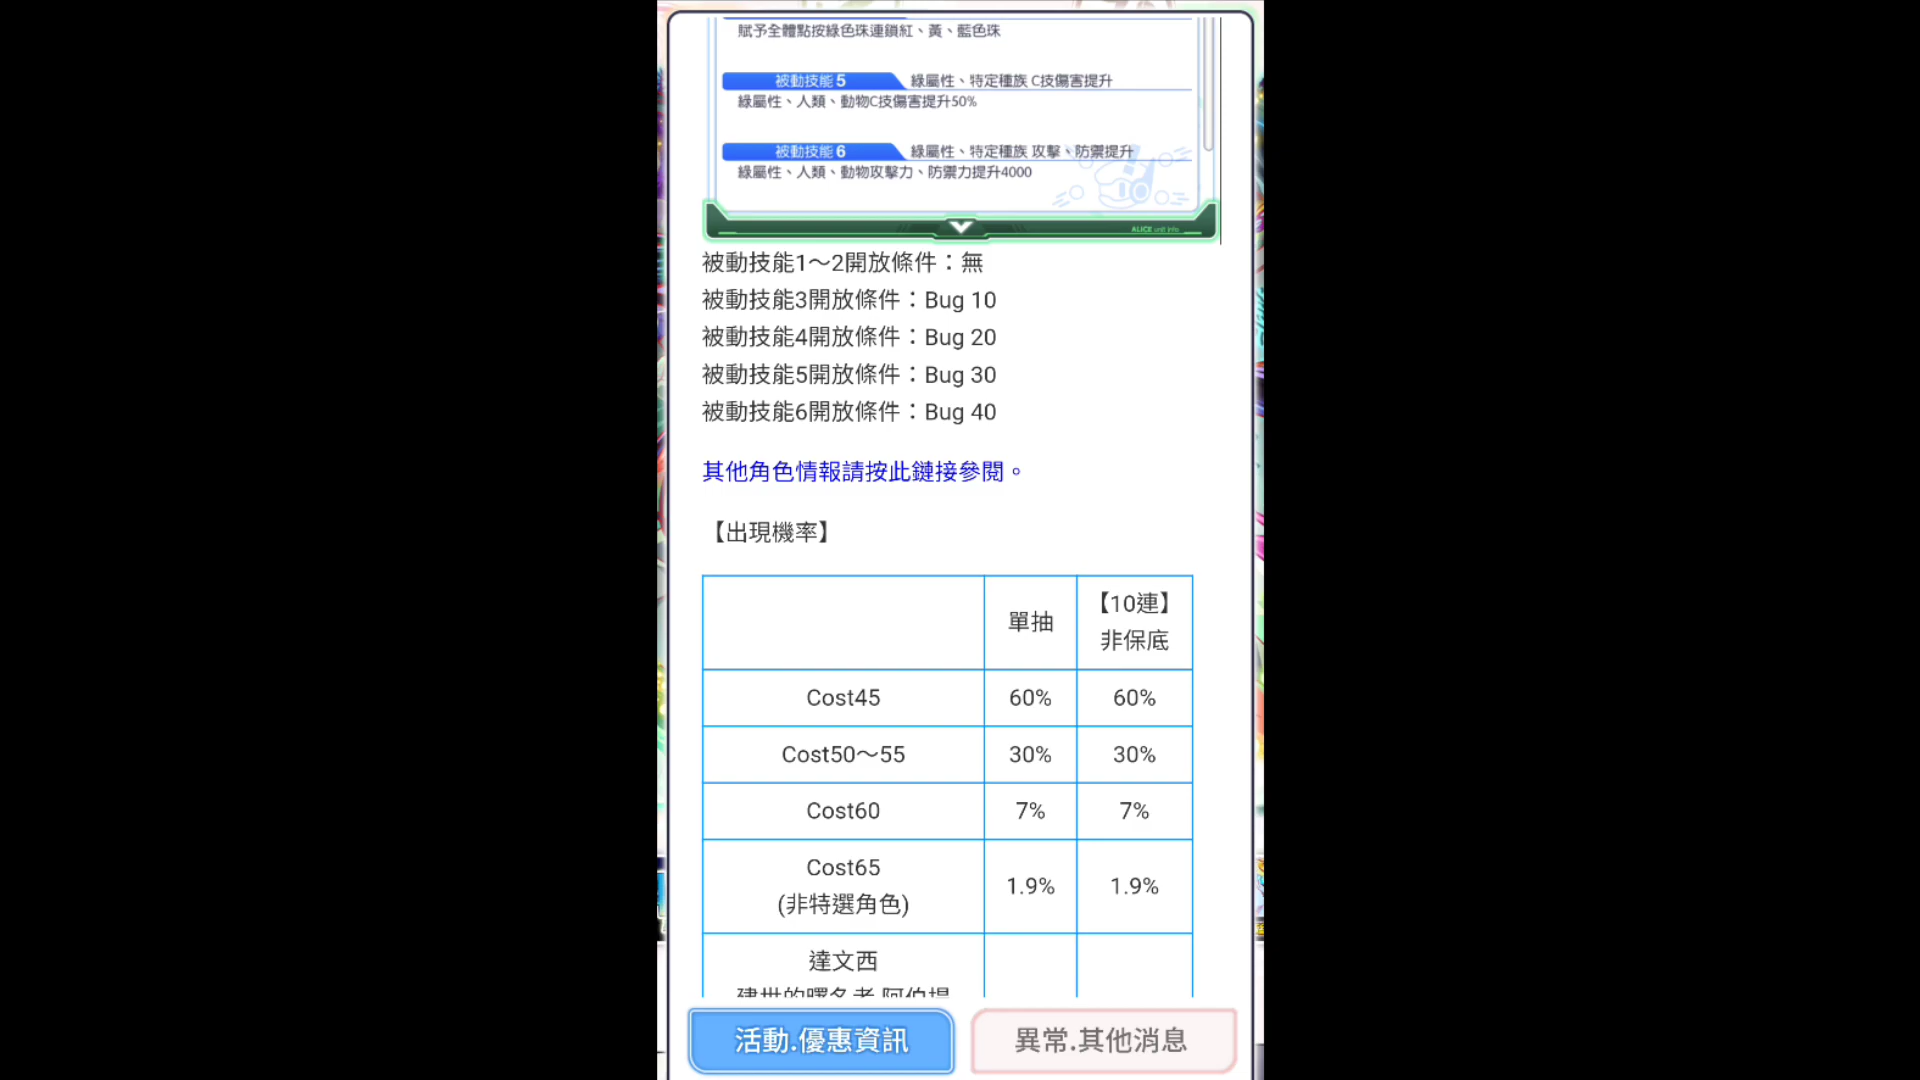 賦予全體點按綠色珠連鎖紅、黃、藍色珠
被動技能 5 綠屬性、特定種族 C技傷害提升
綠屬性、人類、動物C技傷害提升50%
被動技能 6 綠屬性、特定種族 攻擊、防禦提升
綠屬性、人類、動物攻擊力、防禦力提升4000
ALICE unit info
被動技能1～2開放條件：無
被動技能3開放條件：Bug 10
被動技能4開放條件：Bug 20
被動技能5開放條件：Bug 30
被動技能6開放條件：Bug 40
其他角色情報請按此鏈接參閱。
【出現機率】
單抽 【10連】
非保底
Cost45 60% 60%
Cost50～55 30% 30%
Cost60 7% 7%
Cost65
(非特選角色) 1.9% 1.9%
達文西
活動.優惠資訊 異常.其他消息